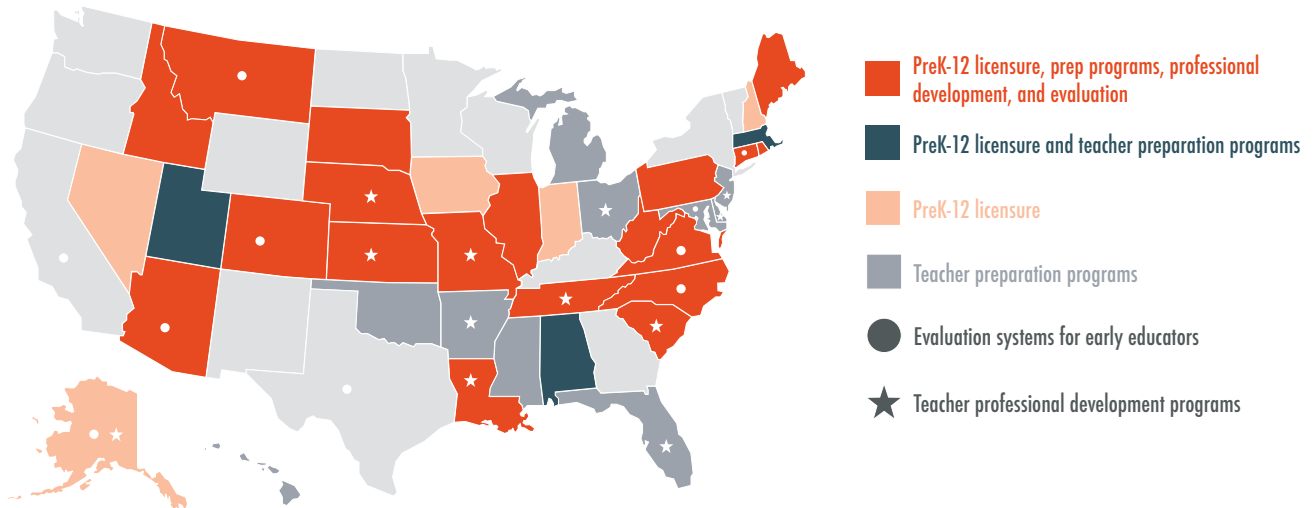 PreK-12 licensure, prep programs, professional
development, and evaluation
PreK-12 licensure and teacher preparation programs
PreK-12 licensure
Teacher preparation programs
Evaluation systems for early educators
Teacher professional development programs